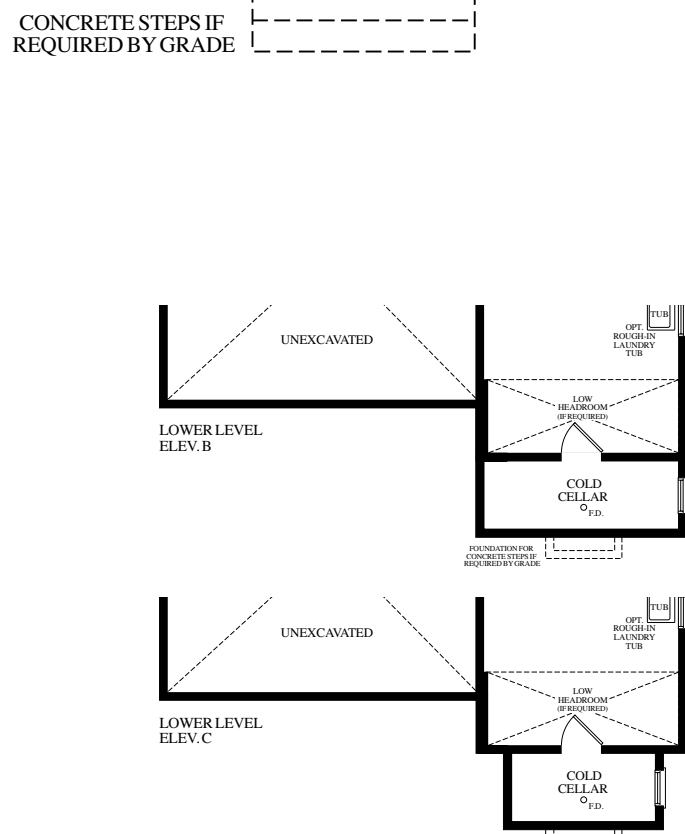 CONCRETE STEPS IF
REQUIRED BY GRADE
TUB
OPT.
ROUGH-IN
LAUNDRY
TUB
UNEXCAVATED
LOW
HEADROOM
(IF REQUIRED)
LOWER LEVEL
ELEV. B
COLD
CELLAR
F.D.
FOUNDATION FOR
CONCRETE STEPS IF
REQUIRED BY GRADE
TUB
OPT.
ROUGH-IN
LAUNDRY
TUB
UNEXCAVATED
LOW
HEADROOM
(IF REQUIRED)
LOWER LEVEL
ELEV. C
COLD
CELLAR
F.D.